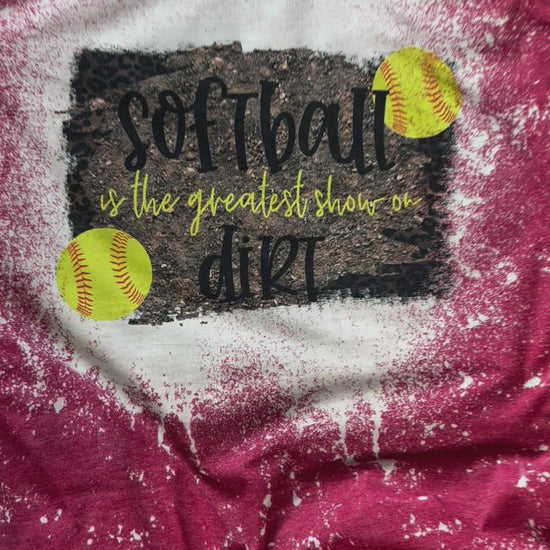 softball
is the greatest show on
dirt